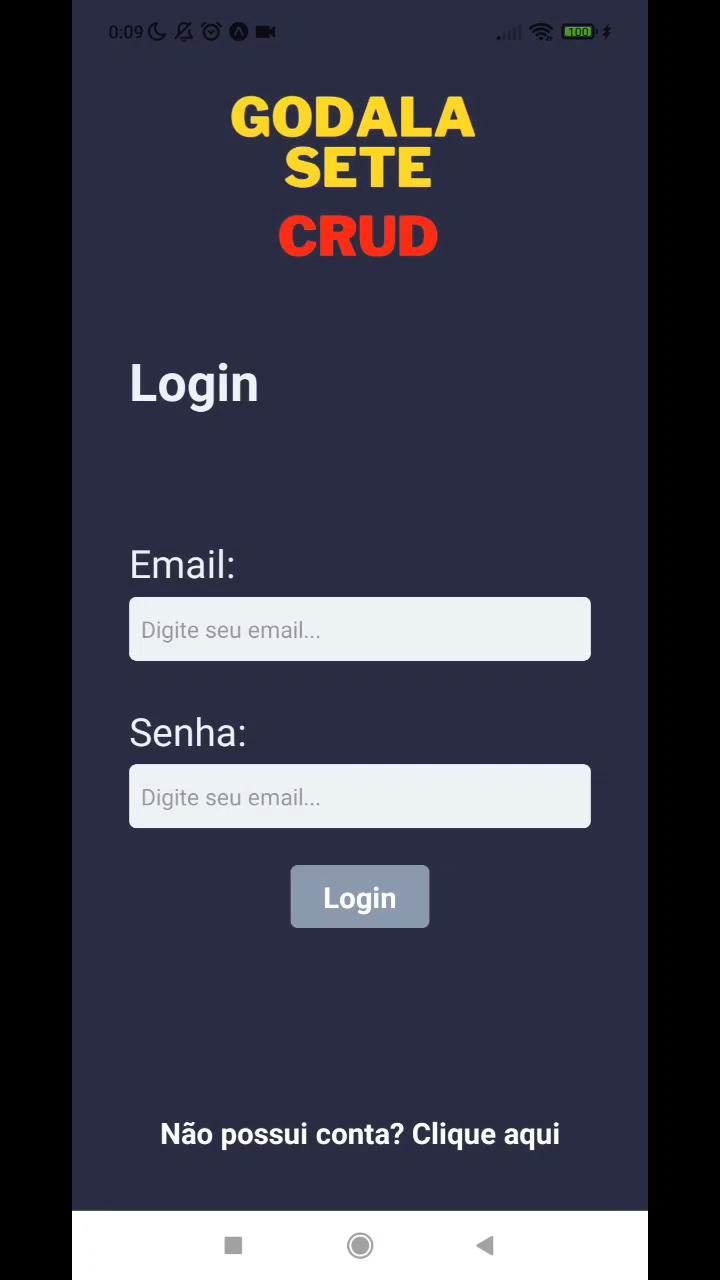 0:09
100
GODALA
SETE
CRUD
Login
Email:
Digite seu email...
Senha:
Digite seu email...
Login
Não possui conta? Clique aqui